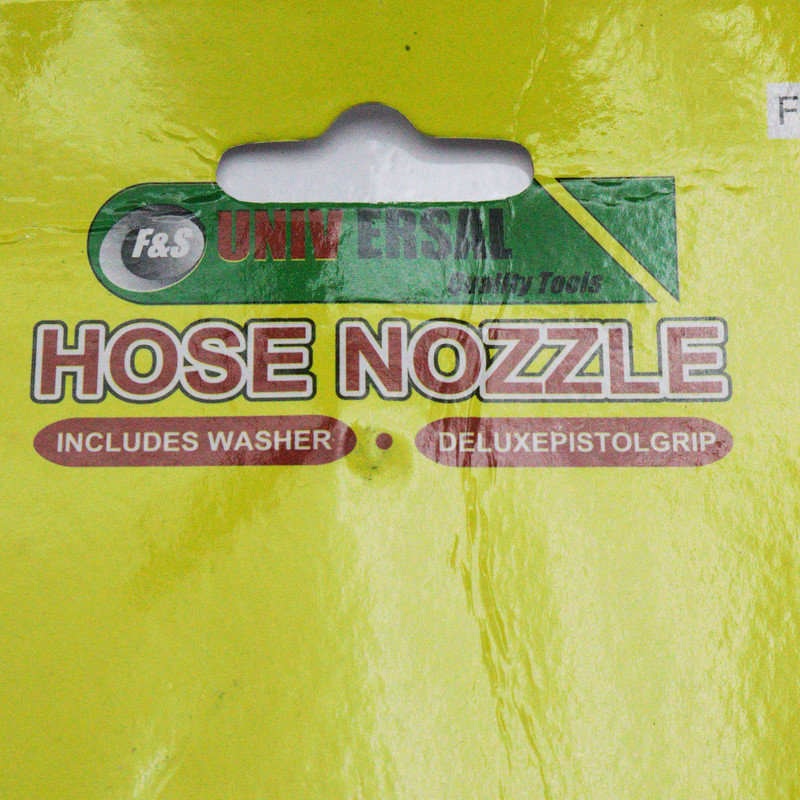 F
F&S UNIVERSAL
Quality Tools
HOSE NOZZLE
INCLUDES WASHER • DELUXEPISTOLGRIP